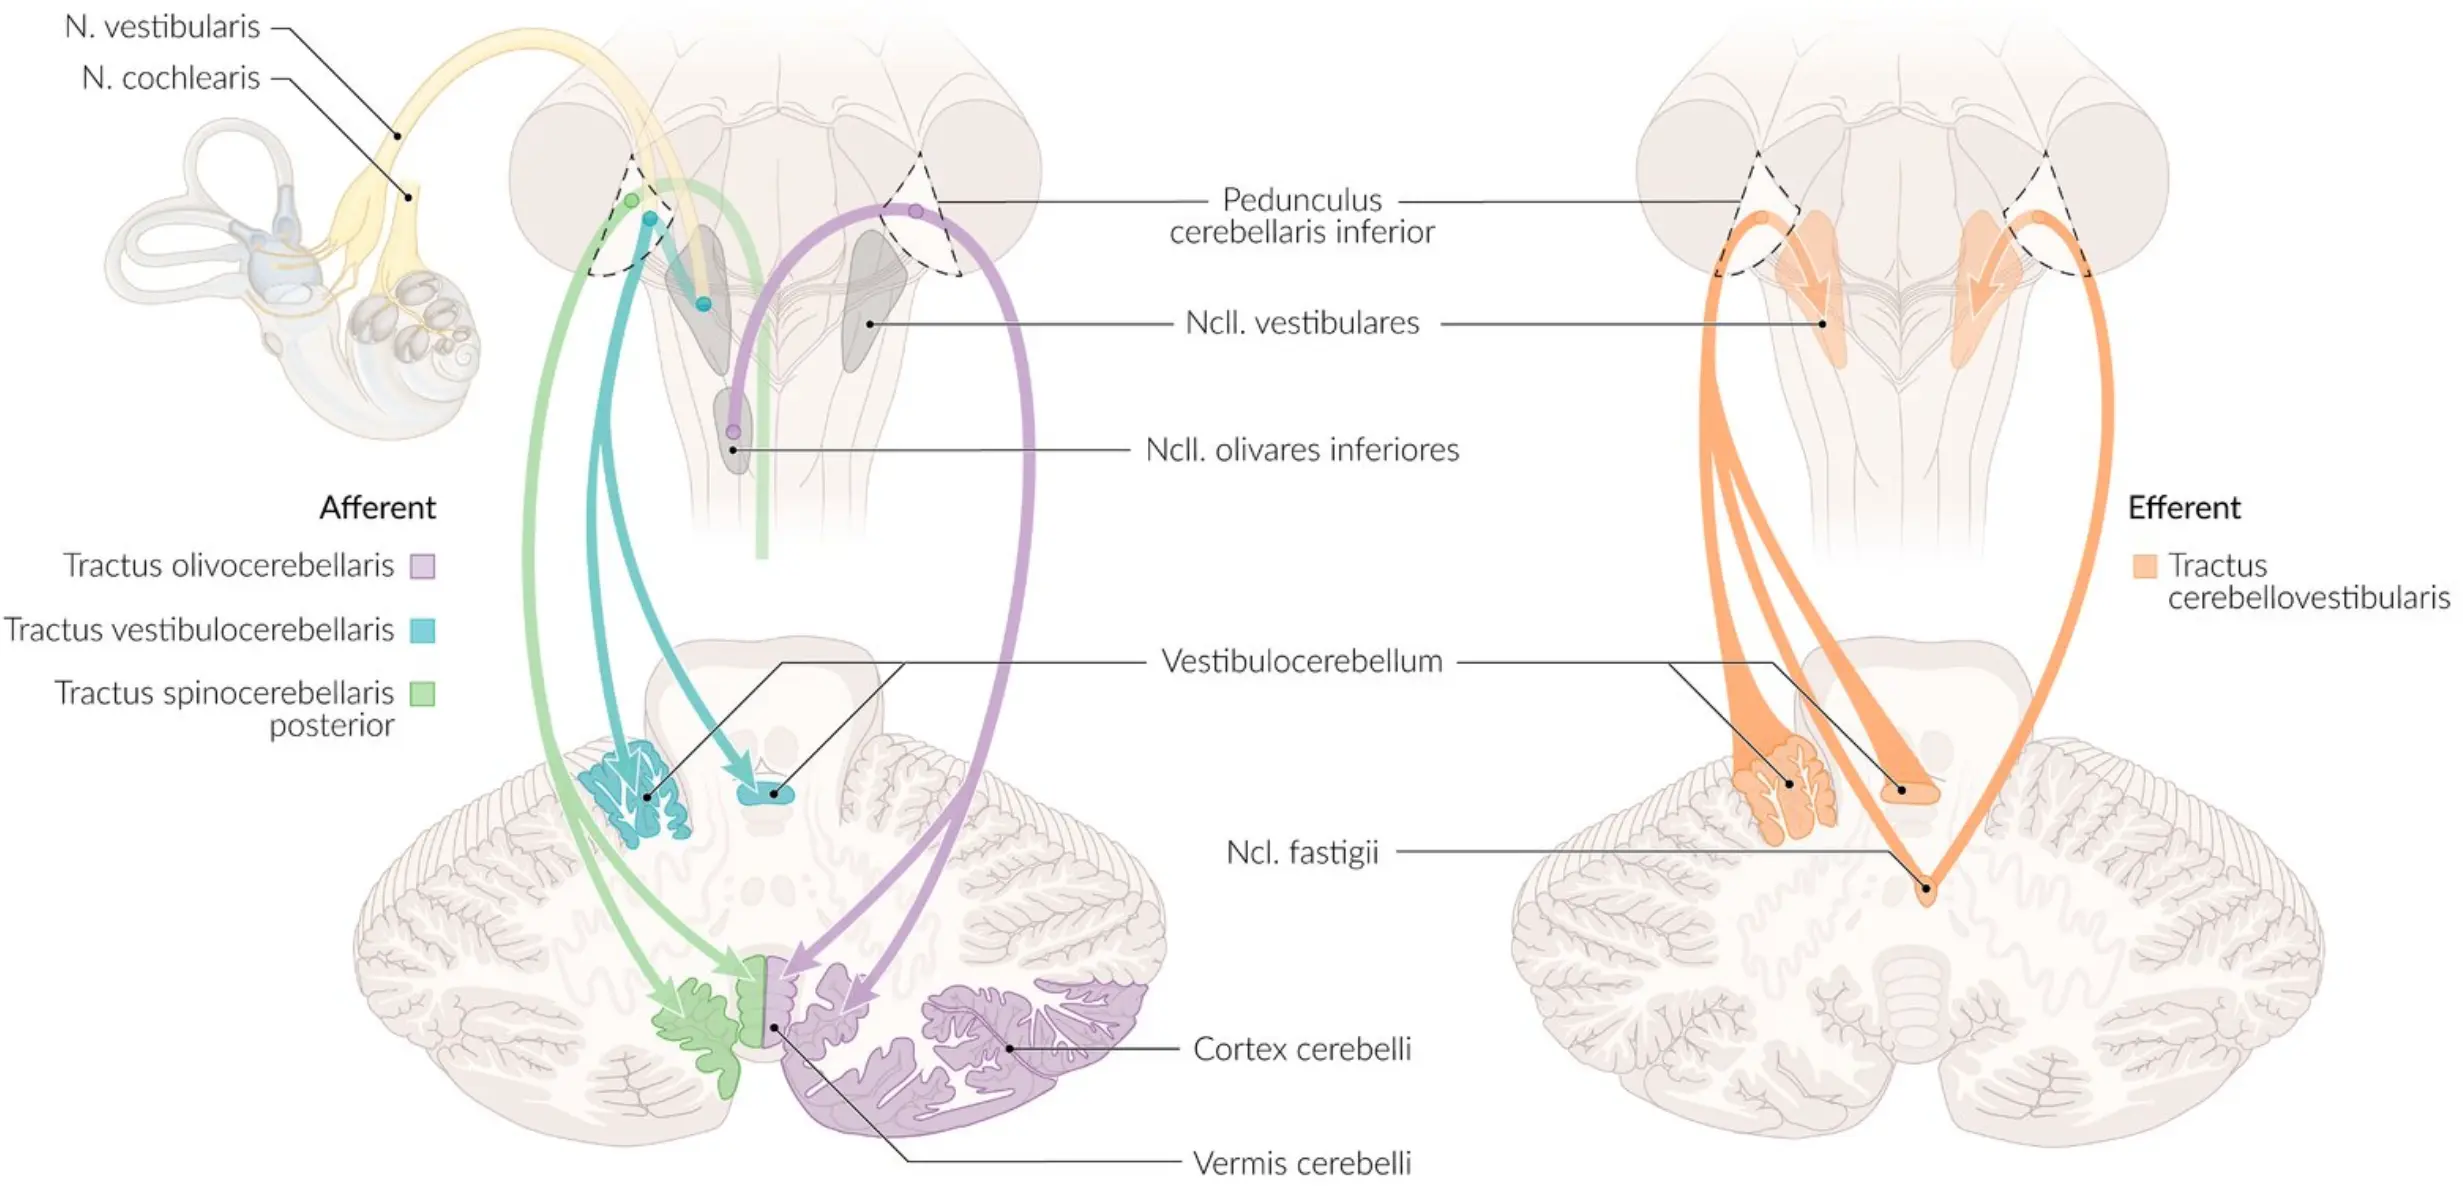 N. vestibularis
N. cochlearis
Pedunculus
cerebellaris inferior
Ncll. vestibulares
Ncll. olivares inferiores
Afferent
Tractus olivocerebellaris
Tractus vestibulocerebellaris
Tractus spinocerebellaris
posterior
Efferent
Tractus
cerebellovestibularis
Vestibulocerebellum
Ncl. fastigii
Cortex cerebelli
Vermis cerebelli